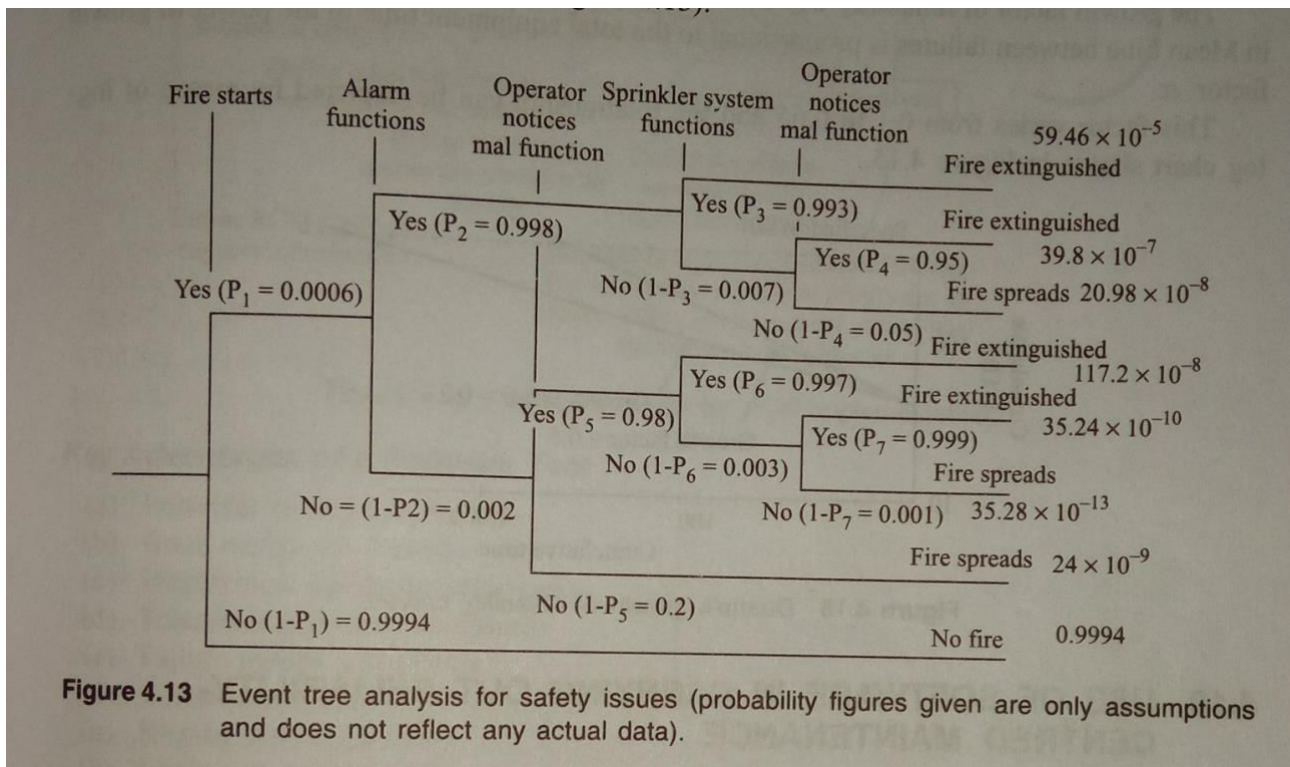 Fire starts
Alarm
functions
Operator
notices
mal function
Sprinkler system
functions
Operator
notices
mal function
59.46 × 10⁻⁵
Fire extinguished
Yes (P₂ = 0.998)
Yes (P₃ = 0.993)
Fire extinguished
39.8 × 10⁻⁷
Yes (P₄ = 0.95)
Yes (P₁ = 0.0006)
No (1-P₃ = 0.007)
Fire spreads 20.98 × 10⁻⁸
No (1-P₄ = 0.05)
Fire extinguished
117.2 × 10⁻⁸
Yes (P₆ = 0.997)
Fire extinguished
35.24 × 10⁻¹⁰
Yes (P₅ = 0.98)
Yes (P₇ = 0.999)
No (1-P₆ = 0.003)
Fire spreads
No = (1-P2) = 0.002
No (1-P₇ = 0.001) 35.28 × 10⁻¹³
Fire spreads 24 × 10⁻⁹
No (1-P₅ = 0.2)
No (1-P₁) = 0.9994
No fire 0.9994
Figure 4.13 Event tree analysis for safety issues (probability figures given are only assumptions
and does not reflect any actual data).